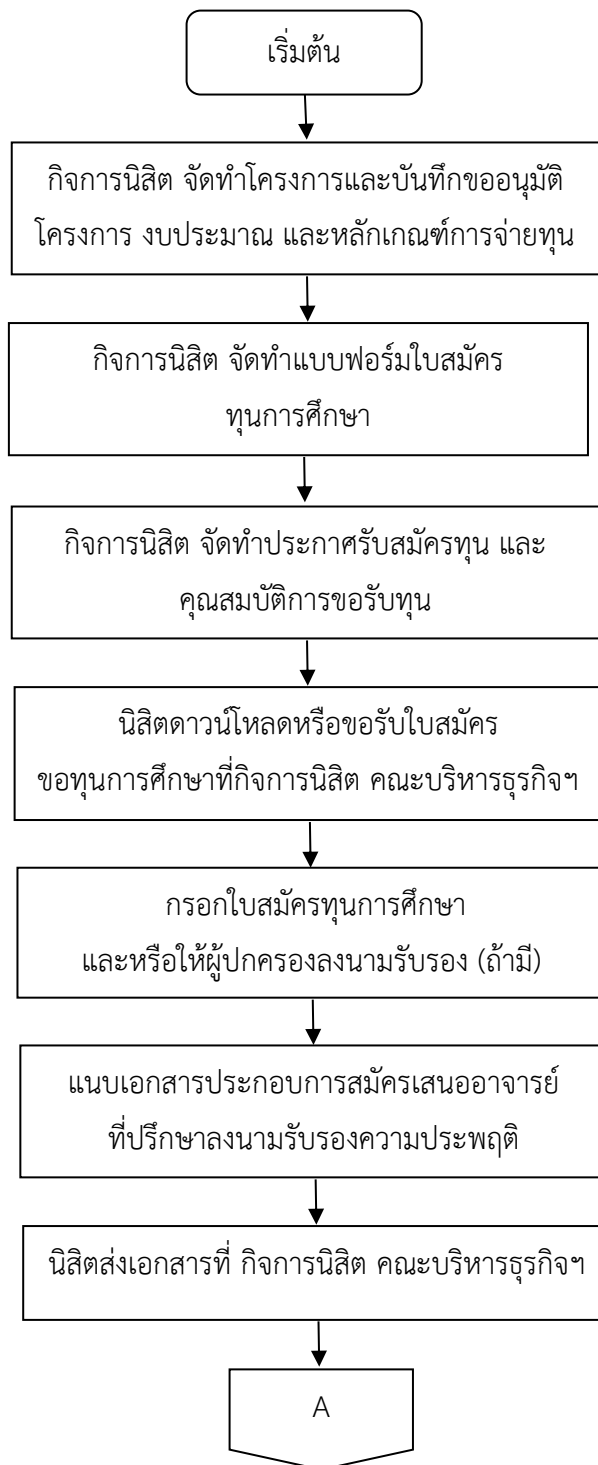 เริ่มต้น
กิจการนิสิต จัดทำโครงการและบันทึกขออนุมัติ
โครงการ งบประมาณ และหลักเกณฑ์การจ่ายทุน
กิจการนิสิต จัดทำแบบฟอร์มใบสมัคร
ทุนการศึกษา
กิจการนิสิต จัดทำประกาศรับสมัครทุน และ
คุณสมบัติการขอรับทุน
นิสิตดาวน์โหลดหรือขอรับใบสมัคร
ขอทุนการศึกษาที่กิจการนิสิต คณะบริหารธุรกิจฯ
กรอกใบสมัครทุนการศึกษา
และหรือให้ผู้ปกครองลงนามรับรอง (ถ้ามี)
แนบเอกสารประกอบการสมัครเสนออาจารย์
ที่ปรึกษาลงนามรับรองความประพฤติ
นิสิตส่งเอกสารที่ กิจการนิสิต คณะบริหารธุรกิจฯ
A